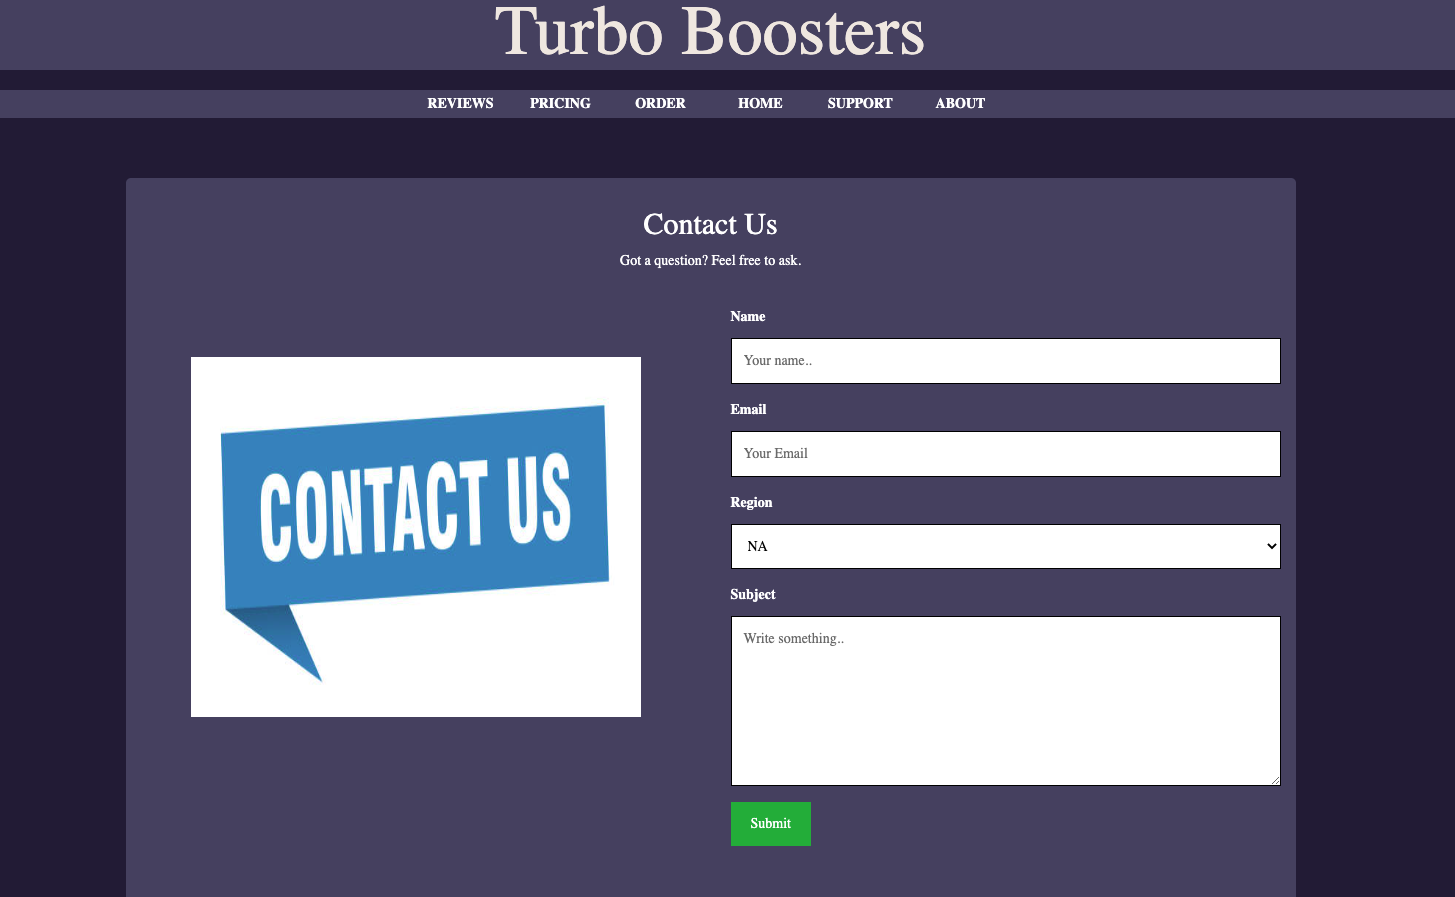 Turbo Boosters
REVIEWS PRICING ORDER HOME SUPPORT ABOUT
Contact Us
Got a question? Feel free to ask.
CONTACT US
Name
Your name..
Email
Your Email
Region
NA
Subject
Write something..
Submit